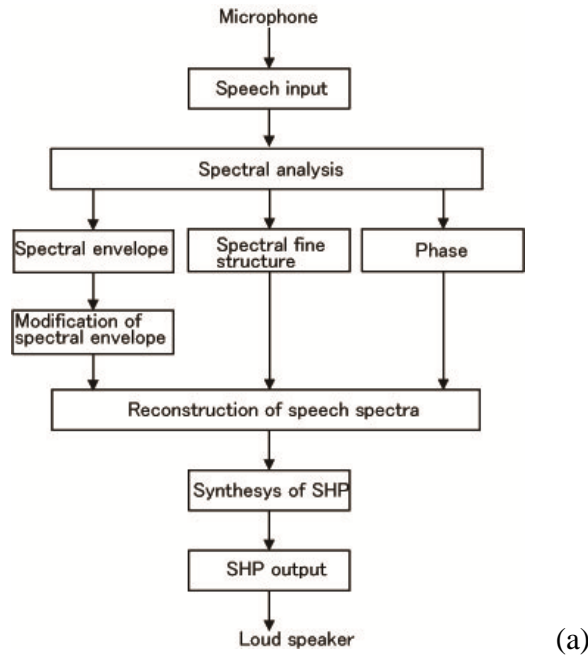 Microphone
Speech input
Spectral analysis
Spectral envelope
Spectral fine
structure
Phase
Modification of
spectral envelope
Reconstruction of speech spectra
Synthesys of SHP
SHP output
Loud speaker
(a)